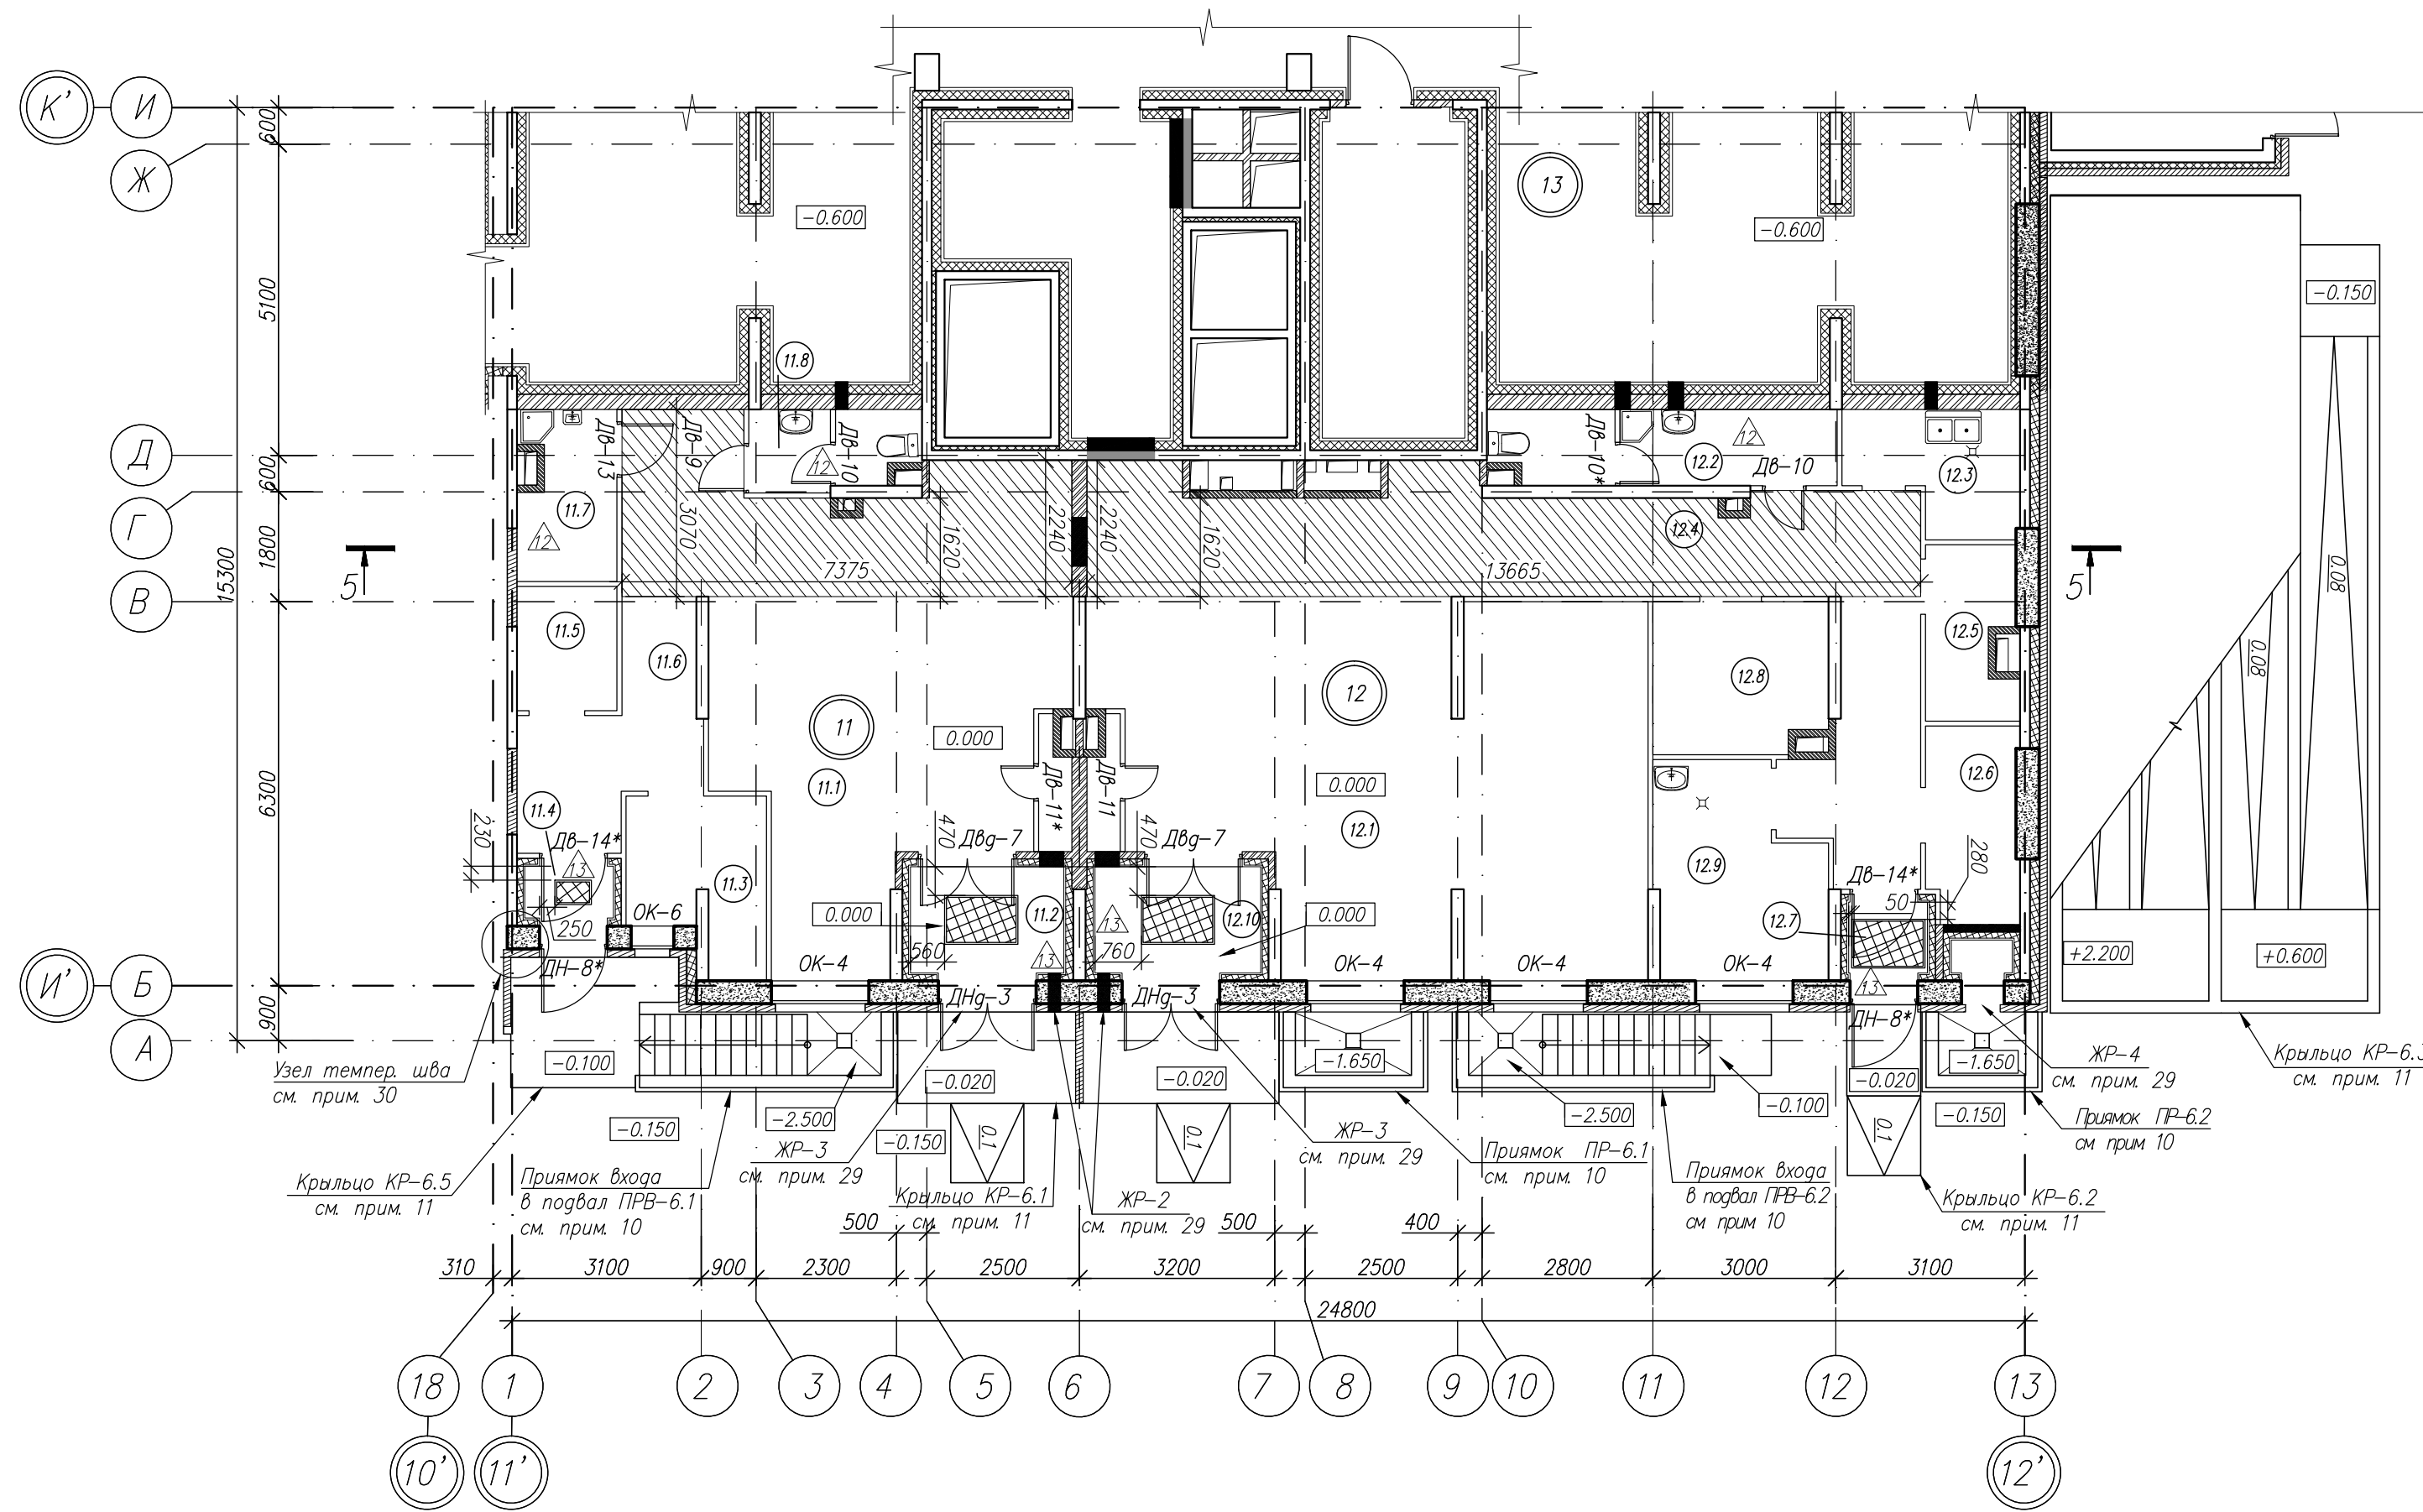 К' И
Ж
Д
Г
В
И' Б
А
600
5100
600
1800
6300
900
15300
13
-0.600
-0.600
-0.150
11.8
Дв-13
Дв-9
Дв-10
12
Дв-10*
12.2
12
Дв-10
12.3
11.7
12
3070
1620
2240
2240
1620
12.4
7375
13665
5
5
0.08
0.08
11.5
11.6
11
12
12.5
12.8
0.000
0.000
11.1
12.1
12.6
11.4
230
Дв-14*
13
470
Двд-7
Дв-11*
Дв-11
470
Двд-7
11.3
12.9
280
Дв-14*
50
ОК-6
250
0.000
11.2
13
12.10
0.000
12.7
560
13
760
13
+2.200
+0.600
ДН-8*
ОК-4
ДНд-3
ДНд-3
ОК-4
ОК-4
ОК-4
ДН-8*
-0.100
-0.020
-0.020
-1.650
-0.020
-1.650
Узел темпер. шва
см. прим. 30
ЖР-4
см. прим. 29
Крыльцо КР-6.3
см. прим. 11
-0.150
-2.500
-0.150
0.1
0.1
-2.500
-0.100
0.1
-0.150
Приямок ПР-6.2
см прим 10
ЖР-3
см. прим. 29
ЖР-3
см. прим. 29
Приямок ПР-6.1
см. прим. 10
Крыльцо КР-6.5
см. прим. 11
Приямок входа
в подвал ПРВ-6.1
см. прим. 10
Крыльцо КР-6.1
см. прим. 11
ЖР-2
см. прим. 29
Приямок входа
в подвал ПРВ-6.2
см прим 10
Крыльцо КР-6.2
см. прим. 11
500
500
400
310 3100 900 2300 2500 3200 2500 2800 3000 3100
24800
18 1 2 3 4 5 6 7 8 9 10 11 12 13
10' 11' 12'